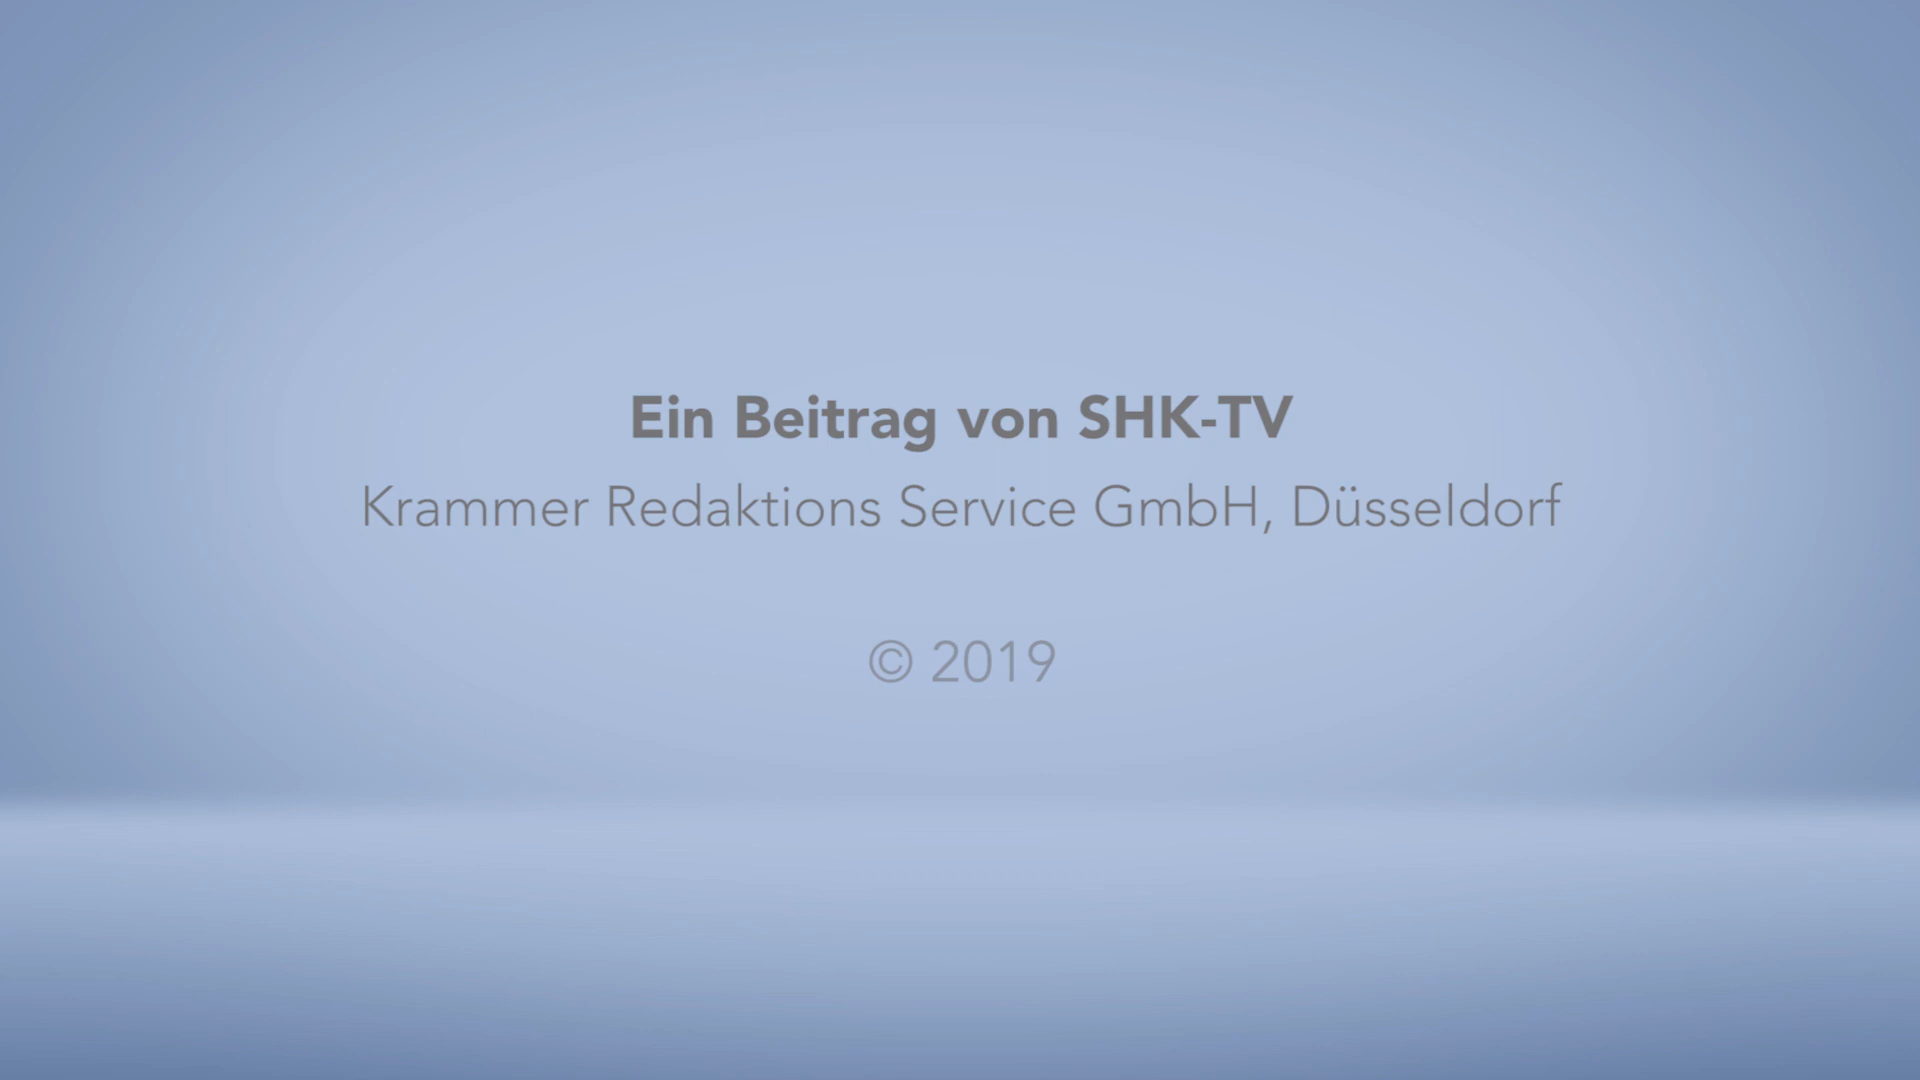 Ein Beitrag von SHK-TV
Krammer Redaktions Service GmbH, Düsseldorf
© 2019